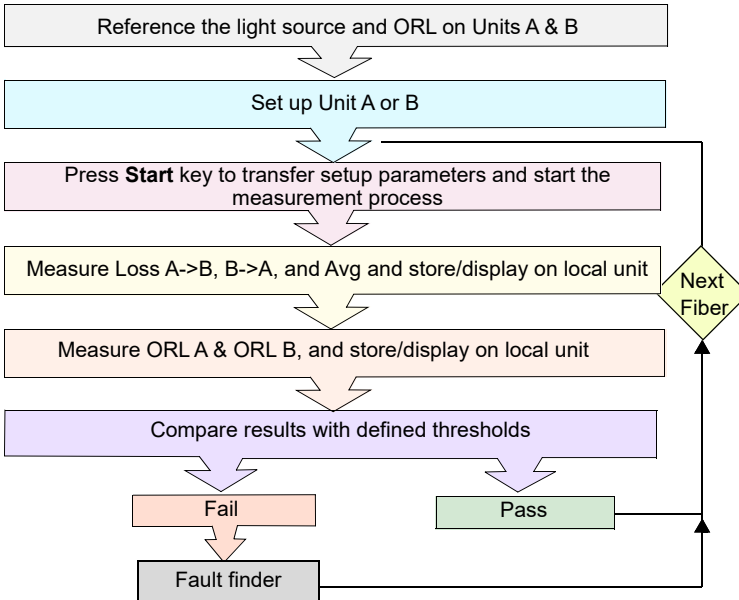 Reference the light source and ORL on Units A & B
Set up Unit A or B
Press Start key to transfer setup parameters and start the
measurement process
Measure Loss A->B, B->A, and Avg and store/display on local unit
Next
Fiber
Measure ORL A & ORL B, and store/display on local unit
Compare results with defined thresholds
Fail
Pass
Fault finder